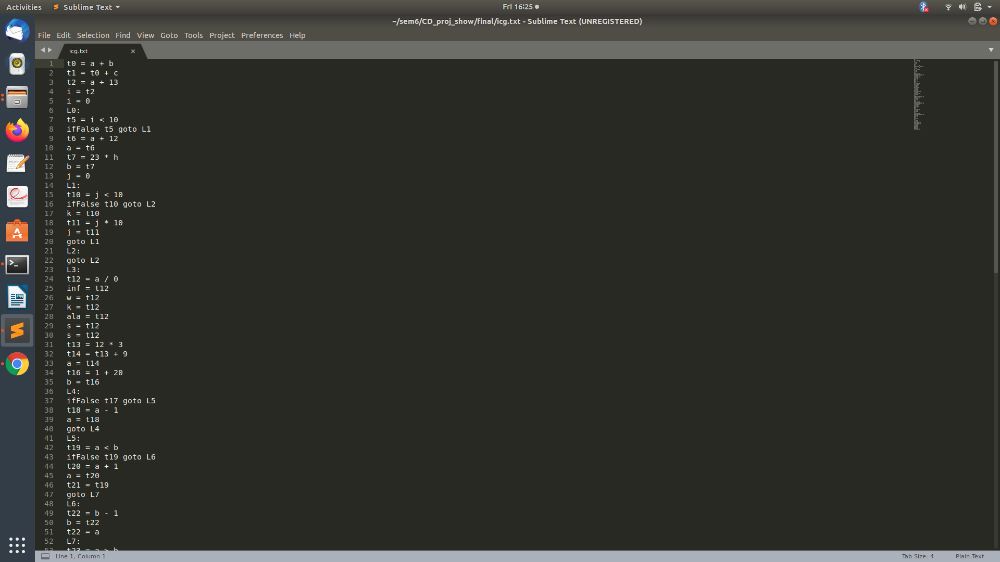 Activities Sublime Text Fri 16:25
~/sem6/CD_proj_show/final/icg.txt - Sublime Text (UNREGISTERED)
File Edit Selection Find View Goto Tools Project Preferences Help
icg.txt
1 t0 = a + b
2 t1 = t0 + c
3 t2 = a + 13
4 i = t2
5 i = 0
6 L0:
7 t5 = i < 10
8 ifFalse t5 goto L1
9 t6 = a + 12
10 a = t6
11 t7 = 23 * h
12 b = t7
13 j = 0
14 L1:
15 t10 = j < 10
16 ifFalse t10 goto L2
17 k = t10
18 t11 = j * 10
19 j = t11
20 goto L1
21 L2:
22 goto L2
23 L3:
24 t12 = a / 0
25 inf = t12
26 w = t12
27 k = t12
28 ala = t12
29 s = t12
30 s = t12
31 t13 = 12 * 3
32 t14 = t13 + 9
33 a = t14
34 t16 = 1 + 20
35 b = t16
36 L4:
37 ifFalse t17 goto L5
38 t18 = a - 1
39 a = t18
40 goto L4
41 L5:
42 t19 = a < b
43 ifFalse t19 goto L6
44 t20 = a + 1
45 a = t20
46 t21 = t19
47 goto L7
48 L6:
49 t22 = b - 1
50 b = t22
51 t22 = a
52 L7:
53 t23 = a > b
Line 1, Column 1 Tab Size: 4 Plain Text